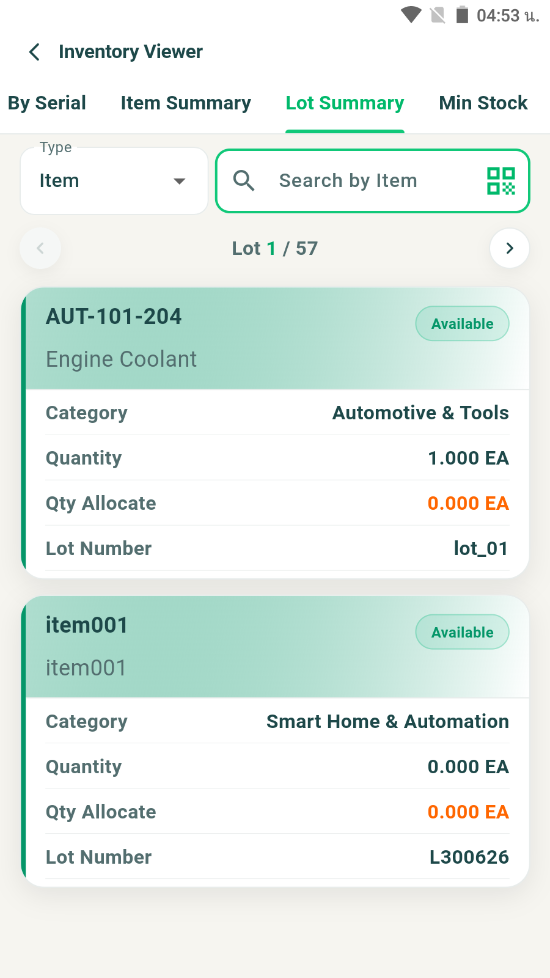 04:53 น.
Inventory Viewer
By Serial Item Summary Lot Summary Min Stock
Type
Item
Search by Item
Lot 1 / 57
AUT-101-204
Available
Engine Coolant
Category Automotive & Tools
Quantity 1.000 EA
Qty Allocate 0.000 EA
Lot Number lot_01
item001
Available
item001
Category Smart Home & Automation
Quantity 0.000 EA
Qty Allocate 0.000 EA
Lot Number L300626